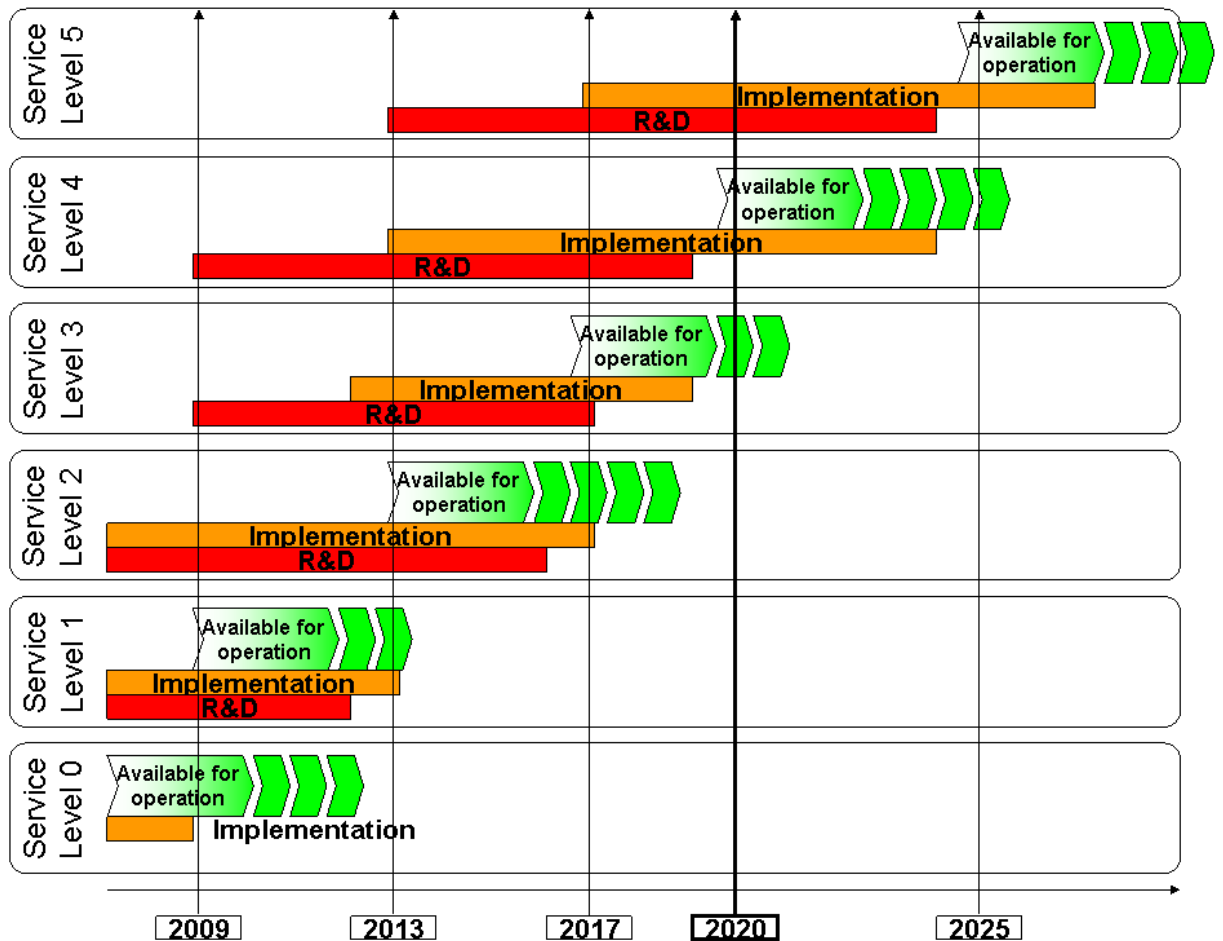 Service
Level 5
Available for
operation
Implementation
R&D
Service
Level 4
Available for
operation
Implementation
R&D
Service
Level 3
Available for
operation
Implementation
R&D
Service
Level 2
Available for
operation
Implementation
R&D
Service
Level 1
Available for
operation
Implementation
R&D
Service
Level 0
Available for
operation
Implementation
2009 2013 2017 2020 2025